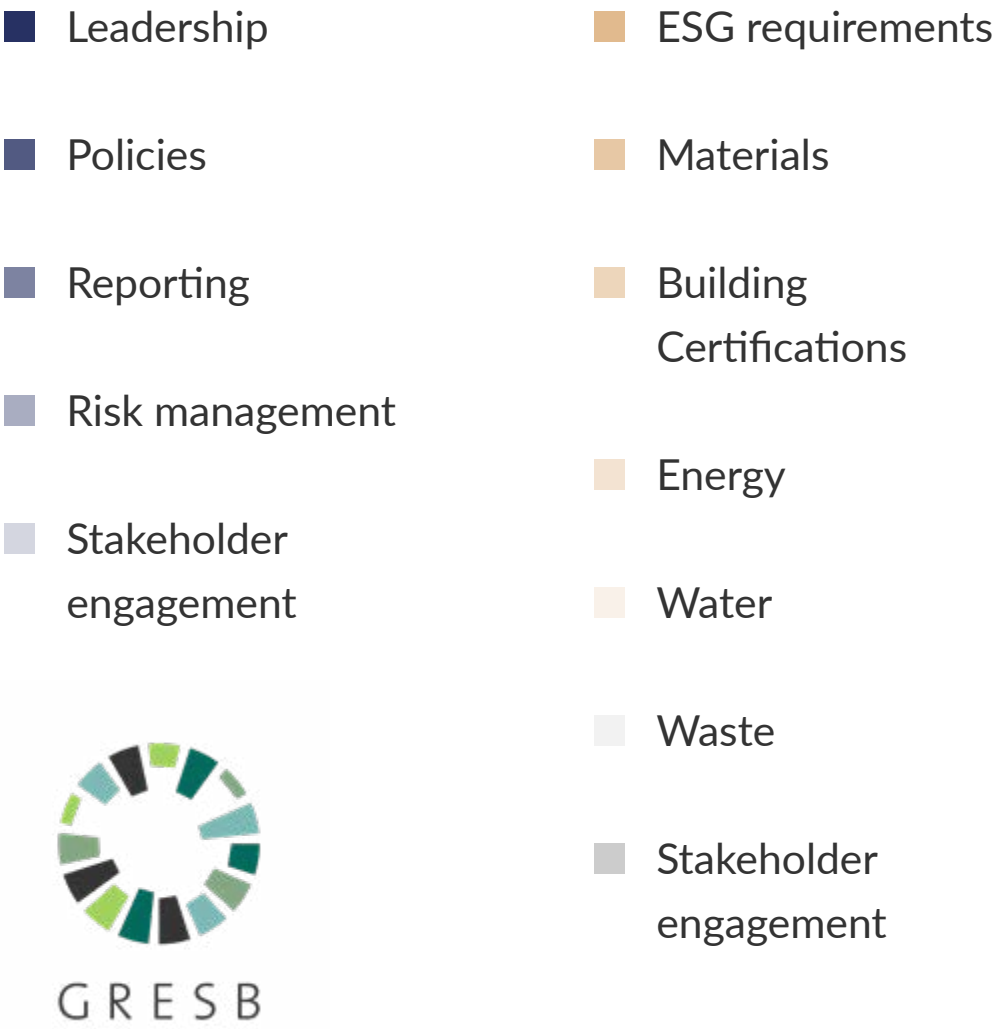 Leadership
Policies
Reporting
Risk management
Stakeholder
engagement
GRESB
ESG requirements
Materials
Building
Certifications
Energy
Water
Waste
Stakeholder
engagement